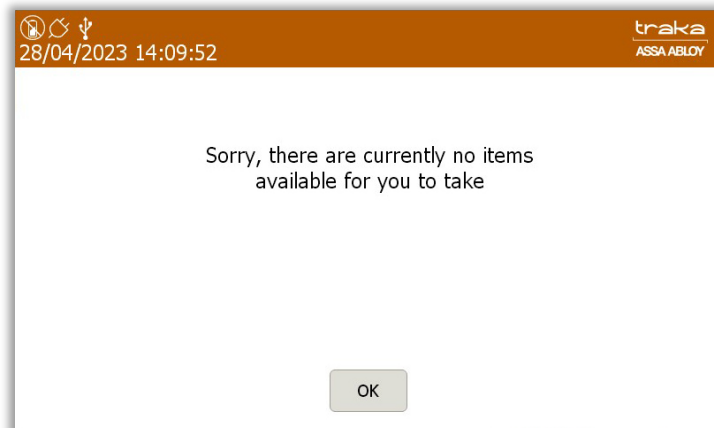 28/04/2023 14:09:52
traka
ASSA ABLOY
Sorry, there are currently no items
available for you to take
OK